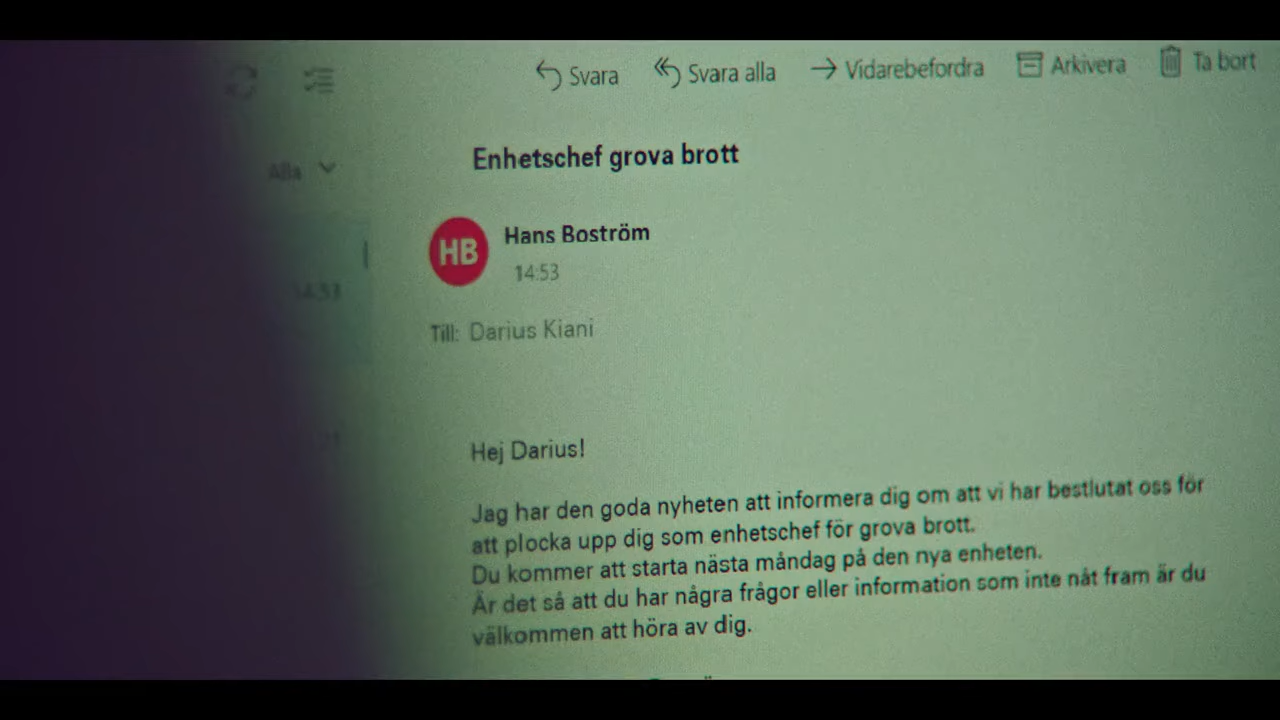 Svara Svara alla Vidarebefordra Arkivera Ta bort
Alla
Enhetschef grova brott
HB Hans Boström
14:53
14:53
Till: Darius Kiani
Hej Darius!
Jag har den goda nyheten att informera dig om att vi har bestlutat oss för
att plocka upp dig som enhetschef för grova brott.
Du kommer att starta nästa måndag på den nya enheten.
Är det så att du har några frågor eller information som inte nåt fram är du
välkommen att höra av dig.